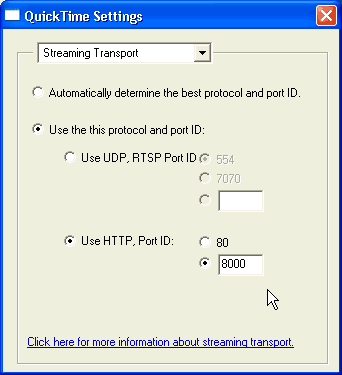 QuickTime Settings
Streaming Transport
Automatically determine the best protocol and port ID.
Use the this protocol and port ID:
Use UDP, RTSP Port ID
554
7070
Use HTTP, Port ID:
80
8000
Click here for more information about streaming transport.